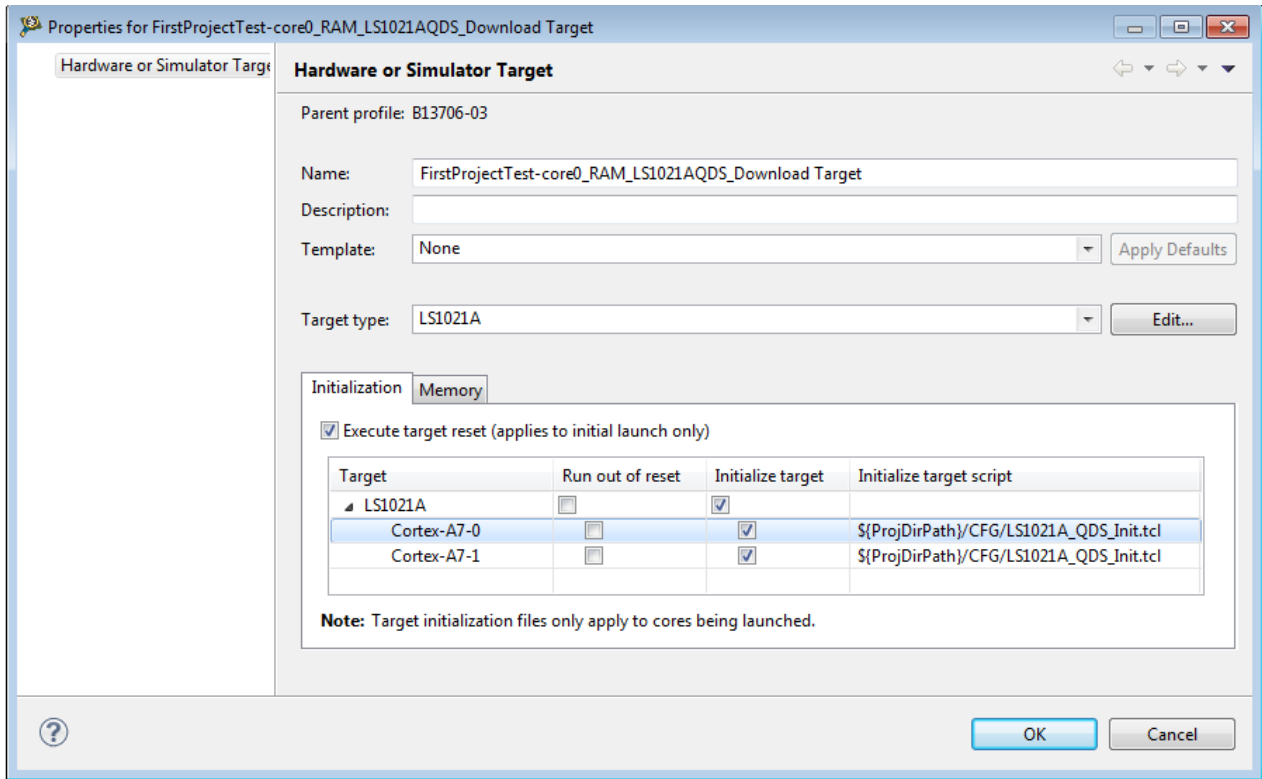 Properties for FirstProjectTest-core0_RAM_LS1021AQDS_Download Target
Hardware or Simulator Targe
Hardware or Simulator Target
Parent profile: B13706-03
Name: FirstProjectTest-core0_RAM_LS1021AQDS_Download Target
Description:
Template: None Apply Defaults
Target type: LS1021A Edit...
Initialization Memory
Execute target reset (applies to initial launch only)
Target Run out of reset Initialize target Initialize target script
LS1021A
Cortex-A7-0 ${ProjDirPath}/CFG/LS1021A_QDS_Init.tcl
Cortex-A7-1 ${ProjDirPath}/CFG/LS1021A_QDS_Init.tcl
Note: Target initialization files only apply to cores being launched.
? OK Cancel